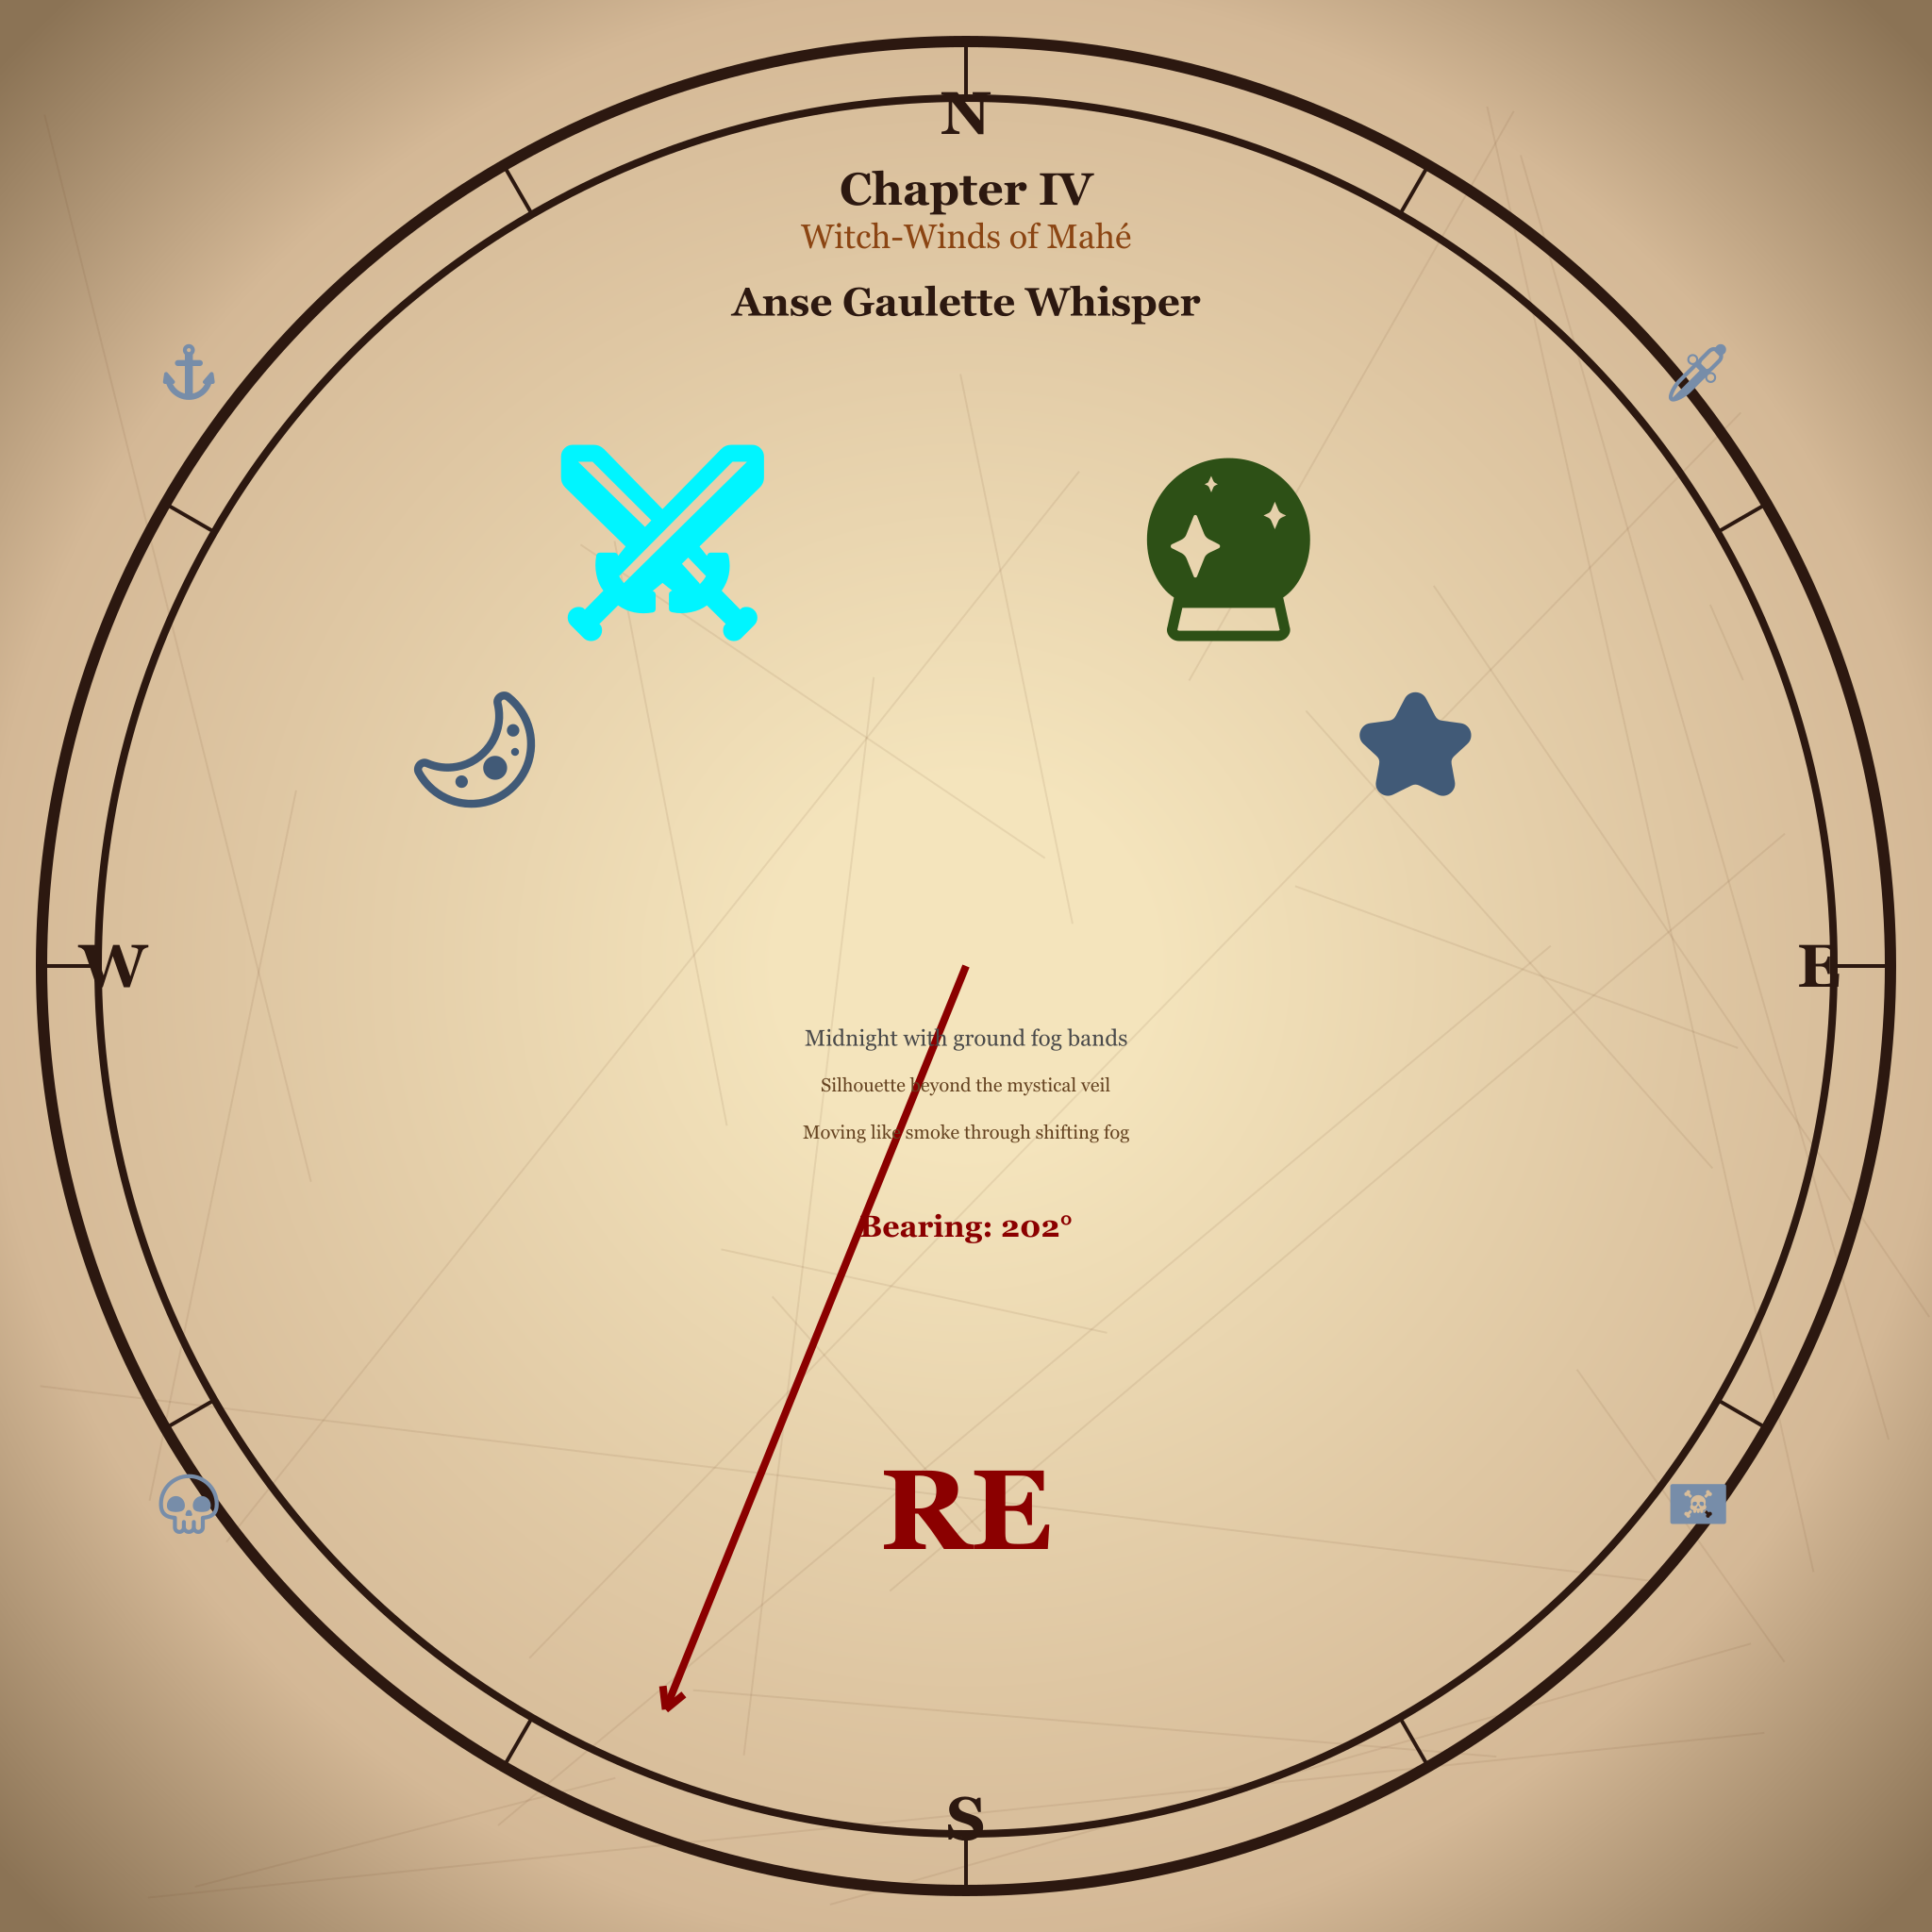 N
Chapter IV
Witch-Winds of Mahé
Anse Gaulette Whisper
W
E
Midnight with ground fog bands
Silhouette beyond the mystical veil
Moving like smoke through shifting fog
Bearing: 202°
RE
S